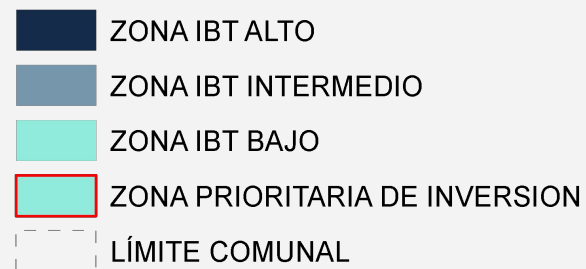 ZONA IBT ALTO
ZONA IBT INTERMEDIO
ZONA IBT BAJO
ZONA PRIORITARIA DE INVERSION
LÍMITE COMUNAL